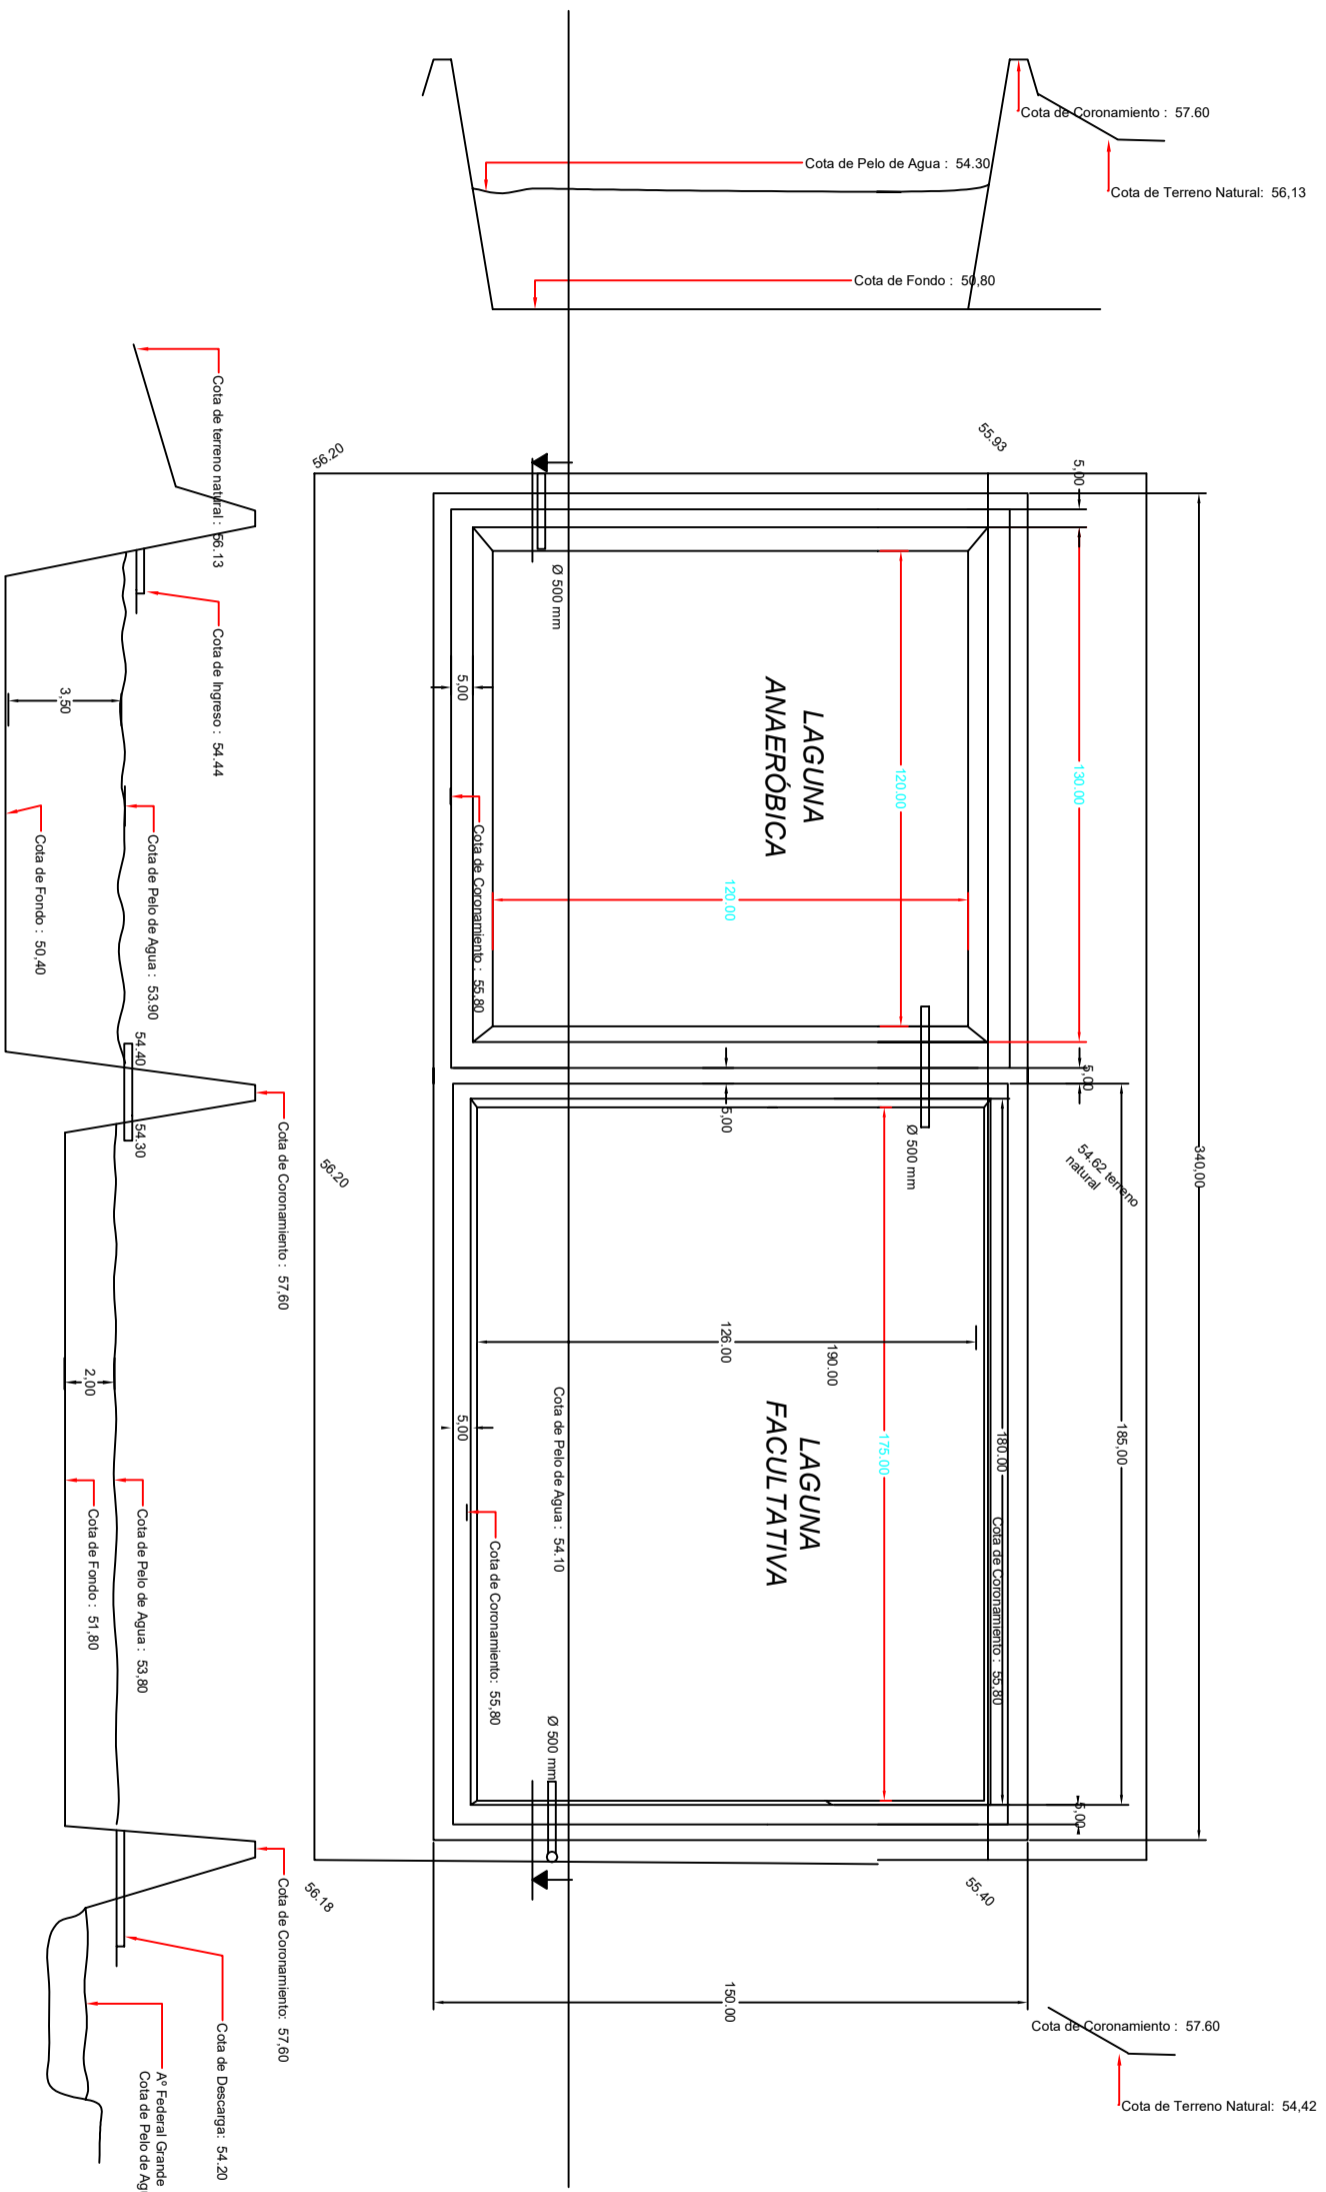 Cota de Coronamiento : 57.60
Cota de Pelo de Agua : 54.30
Cota de Terreno Natural: 56,13
Cota de Fondo : 50,80
Cota de terreno natural : 56.13
Cota de Ingreso : 54.44
3,50
Cota de Pelo de Agua : 53.90
Cota de Fondo : 50,40
54.40
54.30
Cota de Coronamiento : 57,60
2,00
Cota de Pelo de Agua : 53,80
Cota de Fondo : 51,80
Cota de Coronamiento: 57,60
Cota de Descarga: 54.20
Aº Federal Grande
Cota de Pelo de Ag
56.20
55.93
5,00
Ø 500 mm
LAGUNA
ANAERÓBICA
120.00
130.00
120.00
5,00
Cota de Coronamiento : 55,80
5,00
5,00
Ø 500 mm
54.62 terreno
natural
340,00
56.20
126.00
190.00
LAGUNA
FACULTATIVA
175.00
180.00
185,00
Cota de Coronamiento : 55,80
Cota de Pelo de Agua : 54.10
5,00
Cota de Coronamiento: 55,80
Ø 500 mm
5,00
56.18
55.40
150.00
Cota de Coronamiento : 57.60
Cota de Terreno Natural: 54,42